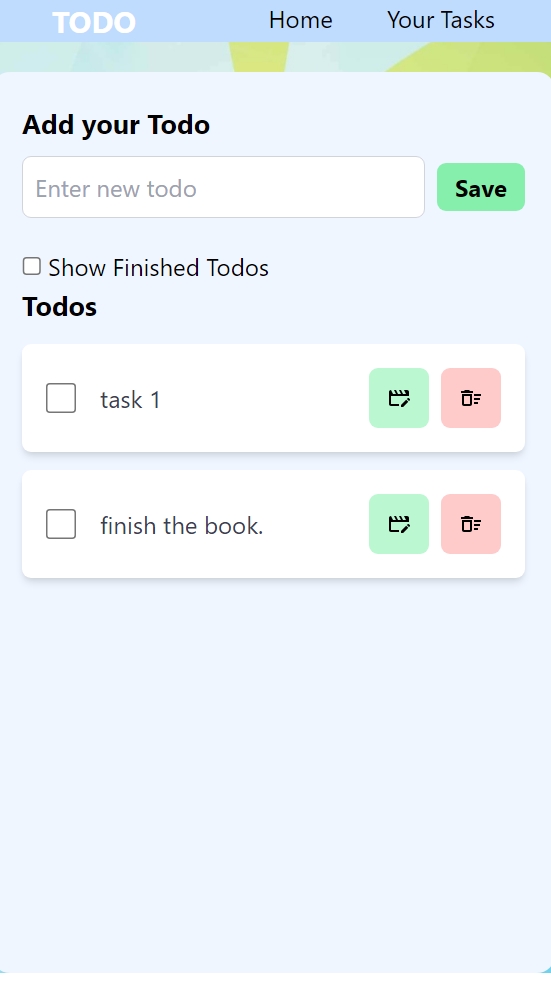 TODO Home Your Tasks
Add your Todo
Enter new todo Save
Show Finished Todos
Todos
task 1
finish the book.